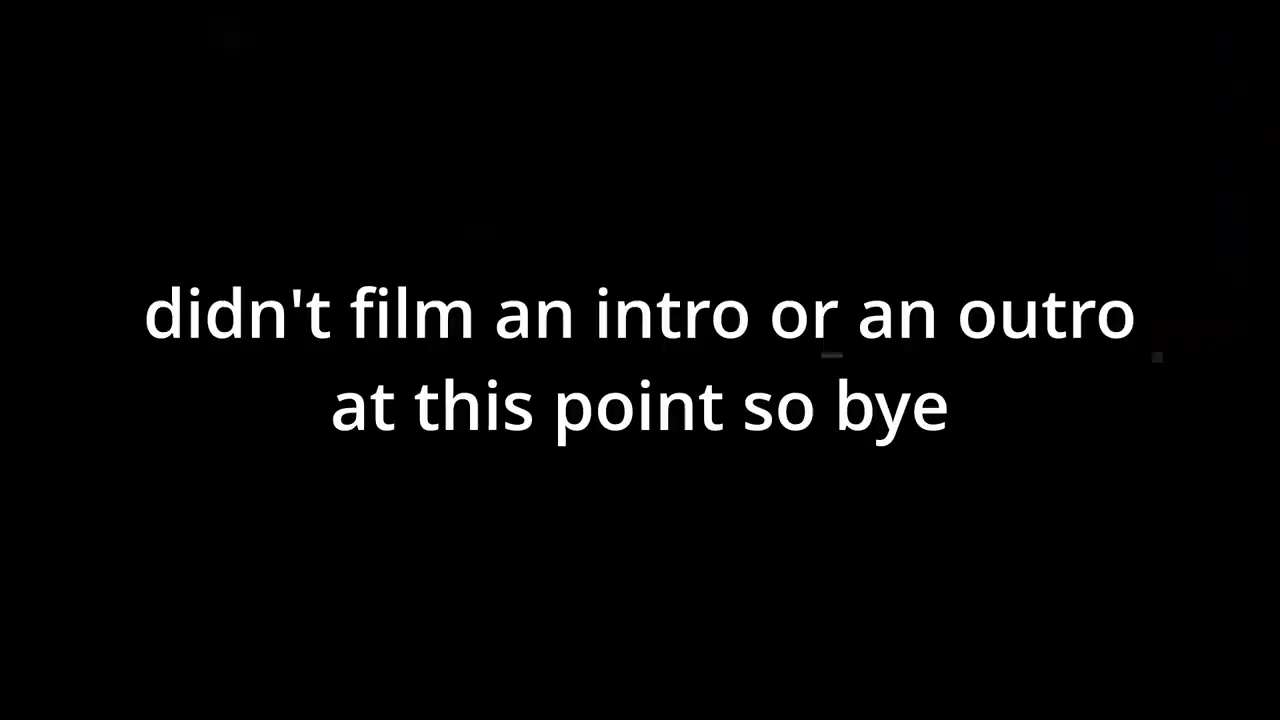 didn't film an intro or an outro
at this point so bye